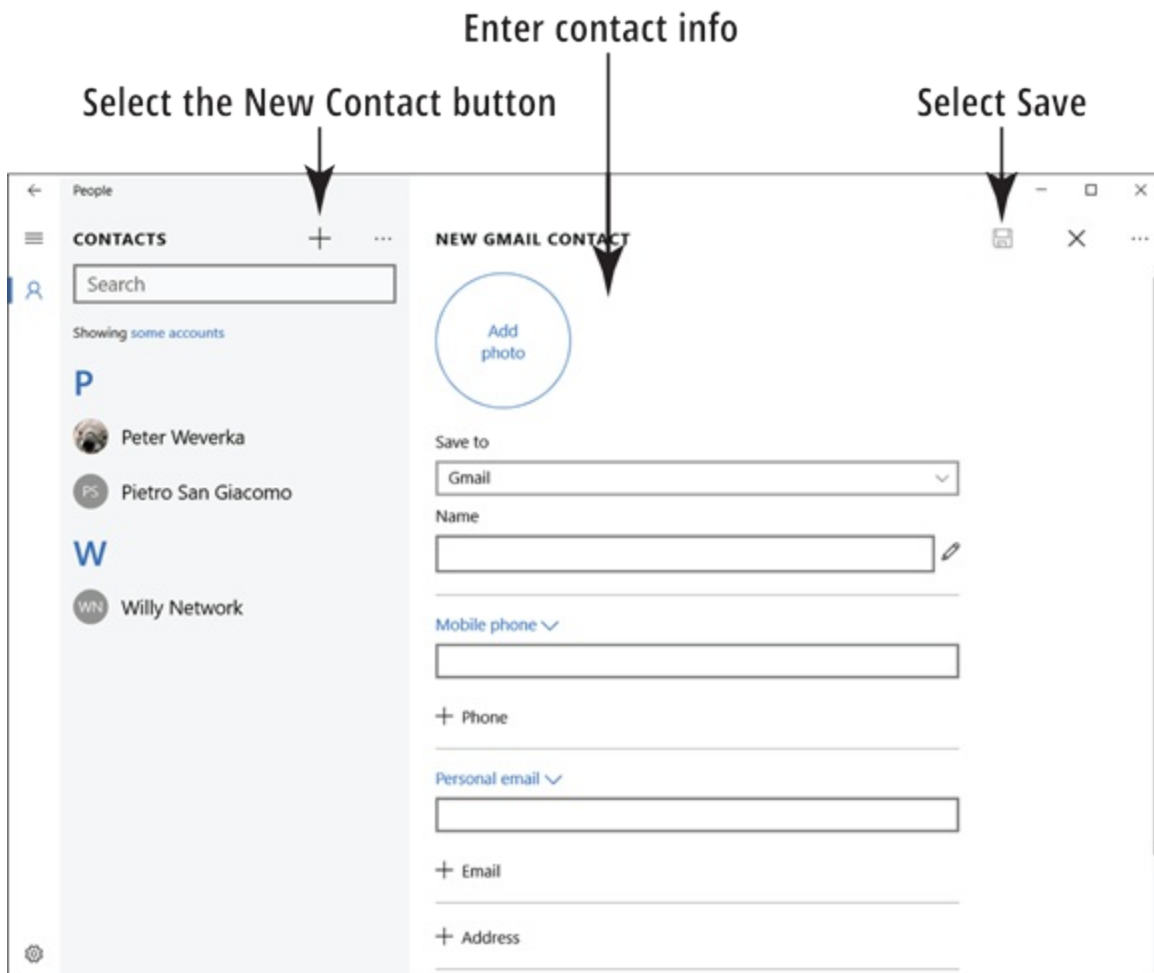 Enter contact info
Select the New Contact button
Select Save
People
CONTACTS
Search
Showing some accounts
P
Peter Weverka
PS
Pietro San Giacomo
W
WN
Willy Network
NEW GMAIL CONTACT
Add
photo
Save to
Gmail
Name
Mobile phone
+ Phone
Personal email
+ Email
+ Address